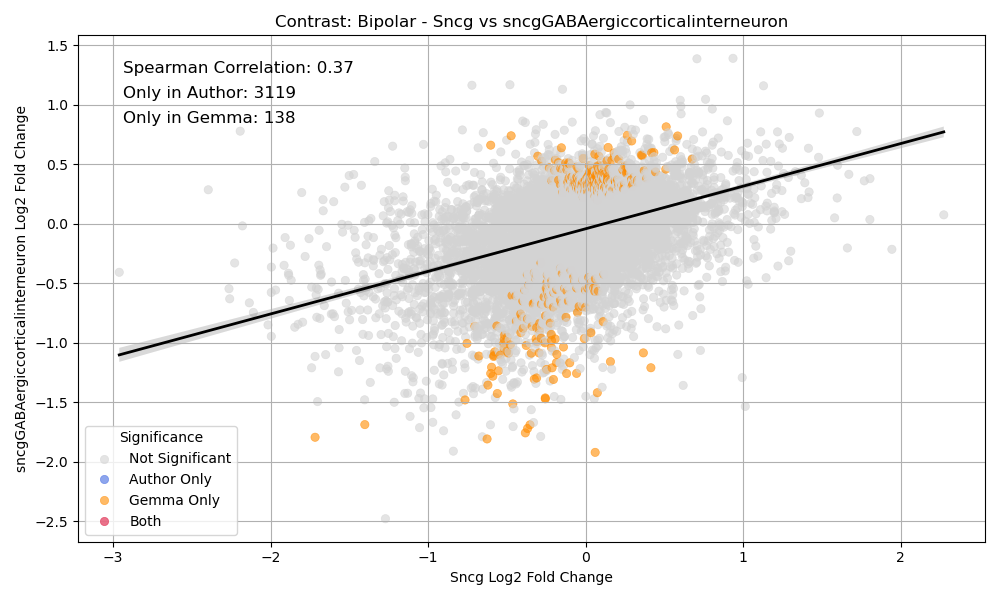 Contrast: Bipolar - Sncg vs sncgGABAergiccorticalinterneuron
Spearman Correlation: 0.37
Only in Author: 3119
Only in Gemma: 138
1.5
1.0
0.5
0.0
−0.5
−1.0
−1.5
−2.0
−2.5
sncgGABAergiccorticalinterneuron Log2 Fold Change
Significance
Not Significant
Author Only
Gemma Only
Both
−3
−2
−1
0
1
2
Sncg Log2 Fold Change